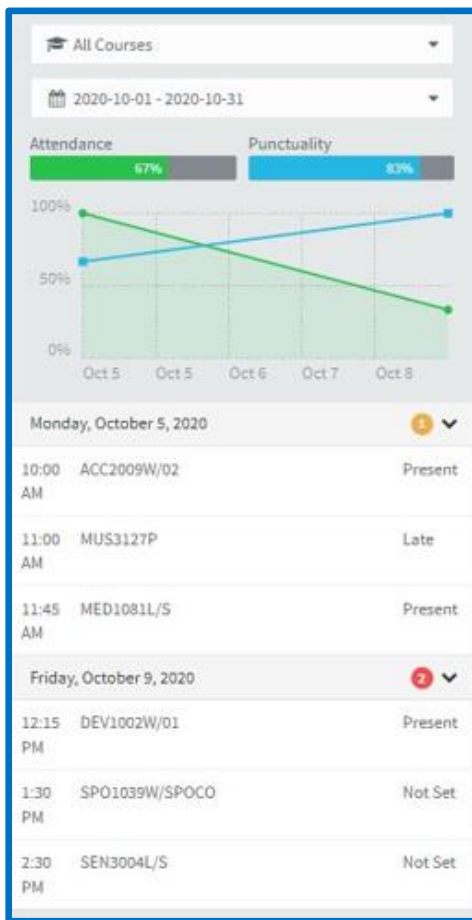 All Courses
2020-10-01 - 2020-10-31
Attendance Punctuality
67% 83%
100%
50%
0%
Oct 5 Oct 5 Oct 6 Oct 7 Oct 8
Monday, October 5, 2020 1
10:00 ACC2009W/02 Present
AM
11:00 MUS3127P Late
AM
11:45 MED1081L/S Present
AM
Friday, October 9, 2020 2
12:15 DEV1002W/01 Present
PM
1:30 SPO1039W/SPOCO Not Set
PM
2:30 SEN3004L/S Not Set
PM